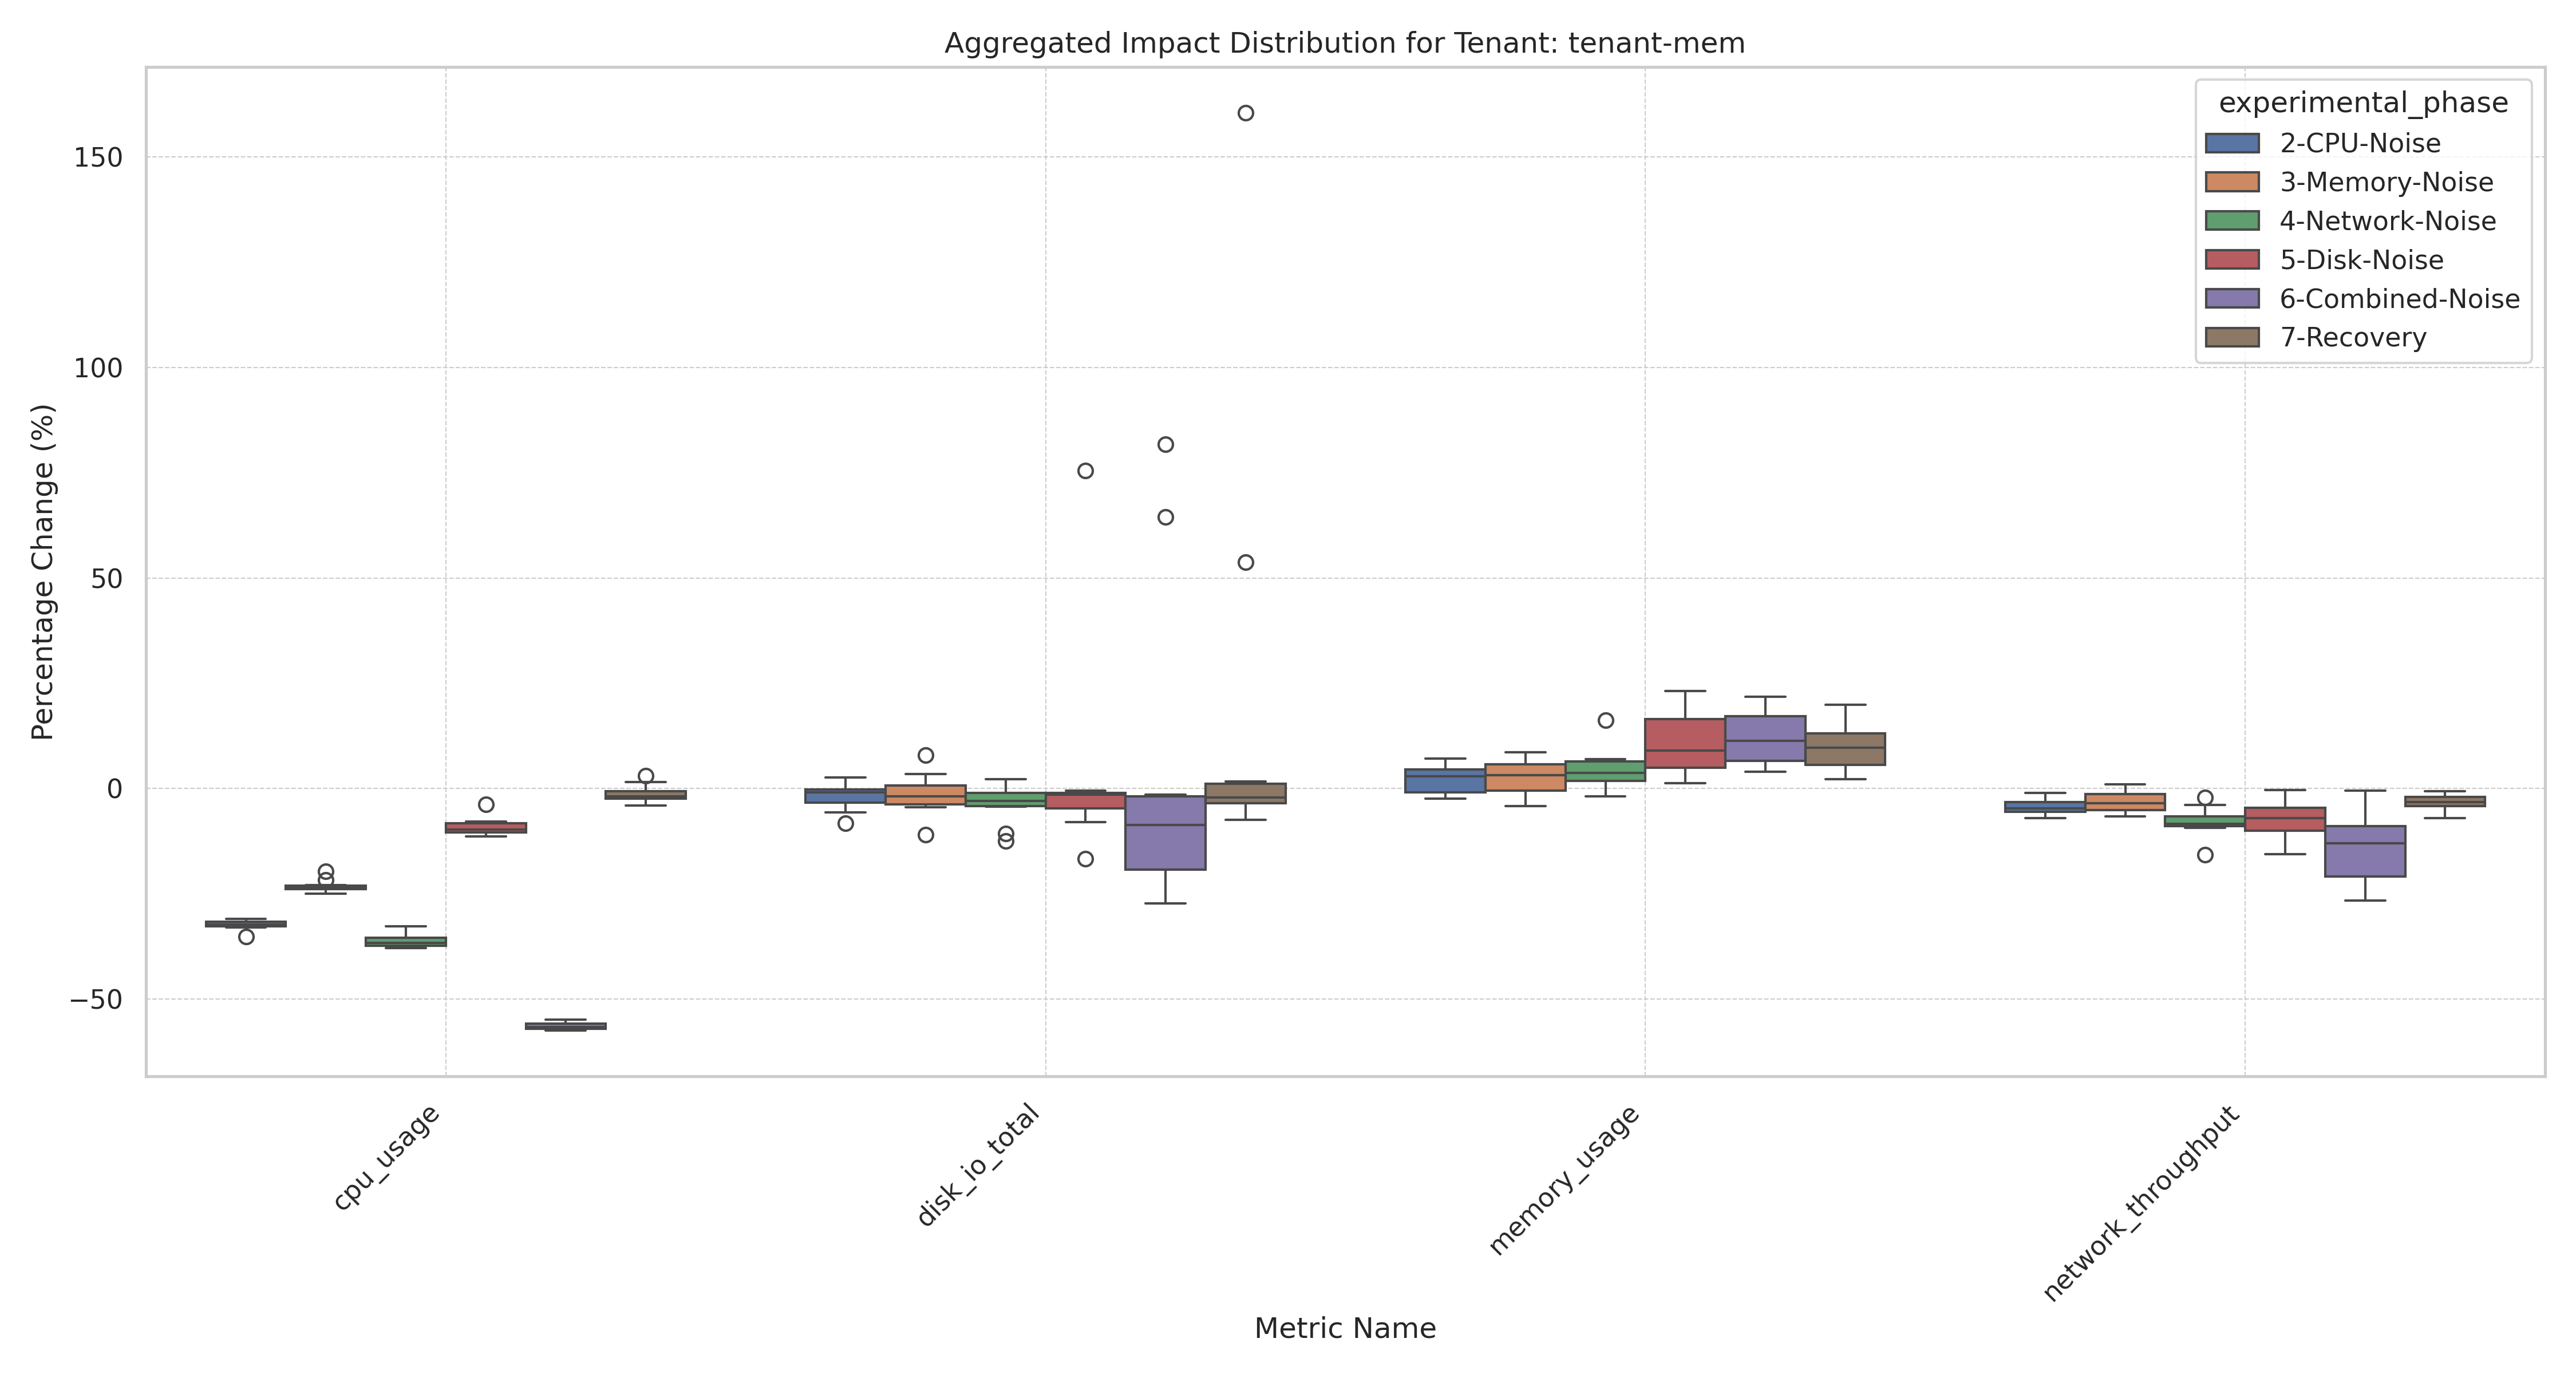 Aggregated Impact Distribution for Tenant: tenant-mem
experimental_phase
2-CPU-Noise
3-Memory-Noise
4-Network-Noise
5-Disk-Noise
6-Combined-Noise
7-Recovery
Percentage Change (%)
150
100
50
0
−50
cpu_usage
disk_io_total
memory_usage
network_throughput
Metric Name